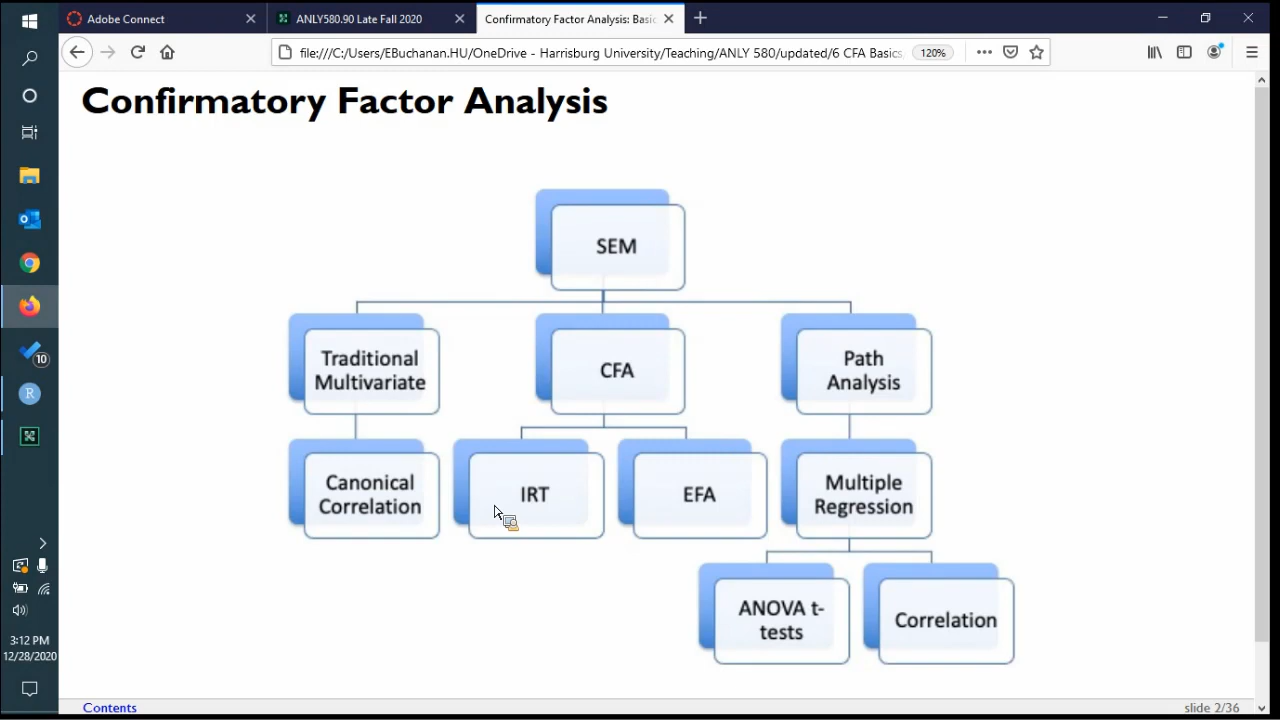 Adobe Connect
ANLY580.90 Late Fall 2020
Confirmatory Factor Analysis: Basic
file:///C:/Users/EBuchanan.HU/OneDrive - Harrisburg University/Teaching/ANLY 580/updated/6 CFA Basics
120%
Confirmatory Factor Analysis
SEM
Traditional
Multivariate
CFA
Path
Analysis
Canonical
Correlation
IRT
EFA
Multiple
Regression
ANOVA t-
tests
Correlation
10
3:12 PM
12/28/2020
Contents
slide 2/36